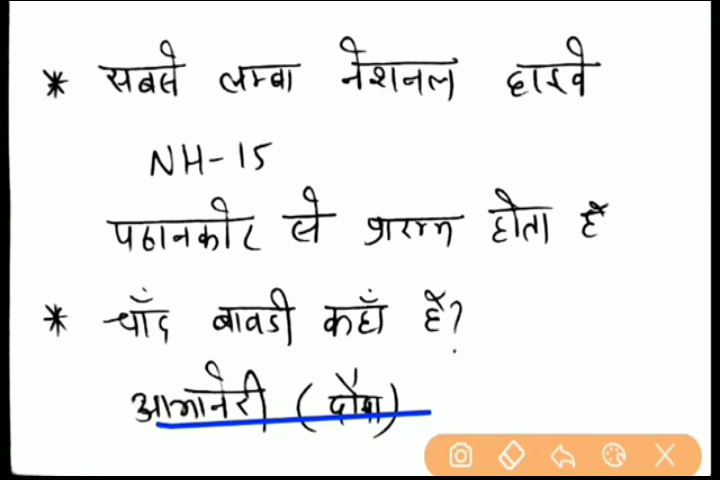 * सबसे लम्बा नेशनल हाइवे
NH-15
पठानकोट से प्रारम्भ होता है
* चाँद बावडी कहाँ है?
आभानेरी (दौसा)